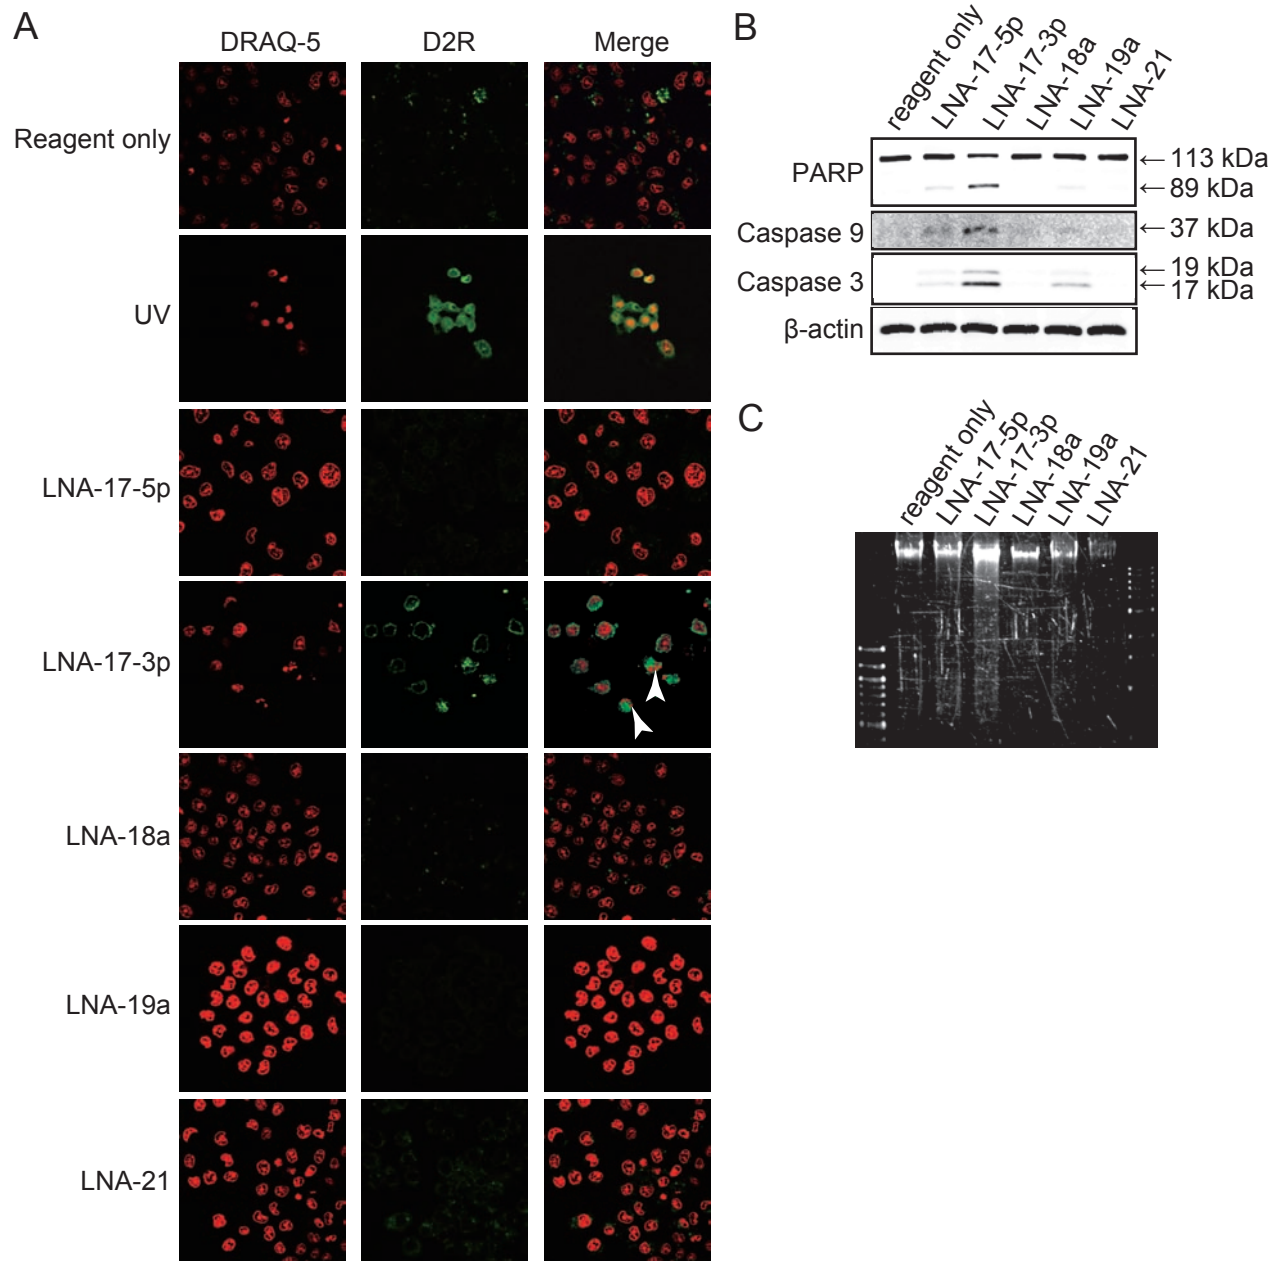 A
DRAQ-5 D2R Merge
Reagent only
UV
LNA-17-5p
LNA-17-3p
LNA-18a
LNA-19a
LNA-21
B
reagent only
LNA-17-5p
LNA-17-3p
LNA-18a
LNA-19a
LNA-21
PARP
←113 kDa
←89 kDa
Caspase 9
←37 kDa
Caspase 3
←19 kDa
←17 kDa
β-actin
C
reagent only
LNA-17-5p
LNA-17-3p
LNA-18a
LNA-19a
LNA-21